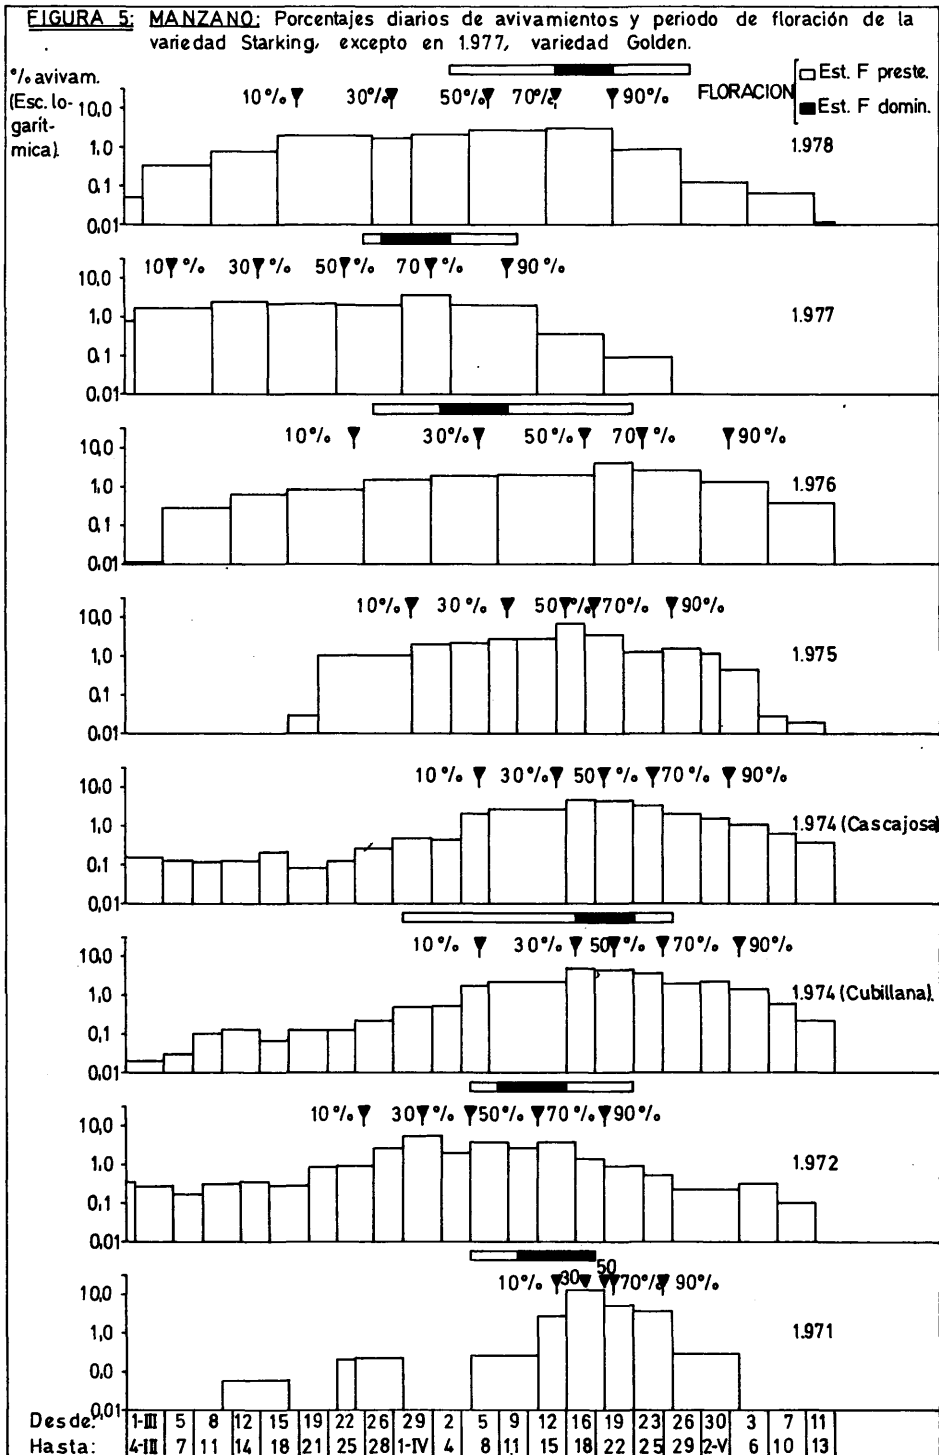 FIGURA 5: MANZANO: Porcentajes diarios de avivamientos y periodo de floración de la
variedad Starking, excepto en 1.977, variedad Golden.
% avivam.
(Esc. lo-
garít-
mica).
FLORACION
Est. F preste.
Est. F domin.
10% 30% 50% 70% 90%
10,0
1,0
0,1
0,01
1.978
10% 30% 50% 70% 90%
10,0
1,0
0,1
0,01
1.977
10% 30% 50% 70% 90%
10,0
1,0
0,1
0,01
1.976
10% 30% 50% 70% 90%
10,0
1,0
0,1
0,01
1.975
10% 30% 50% 70% 90%
10,0
1,0
0,1
0,01
1.974 (Cascajosa)
10% 30% 50% 70% 90%
10,0
1,0
0,1
0,01
1.974 (Cubillana).
10% 30% 50% 70% 90%
10,0
1,0
0,1
0,01
1.972
10% 30 50 70% 90%
10,0
1,0
0,0
0,01
1.971
Desde: 1-III 5 8 12 15 19 22 26 29 2 5 9 12 16 19 23 26 30 3 7 11
Hasta: 4-III 7 11 14 18 21 25 28 1-IV 4 8 11 15 18 22 25 29 2-V 6 10 13